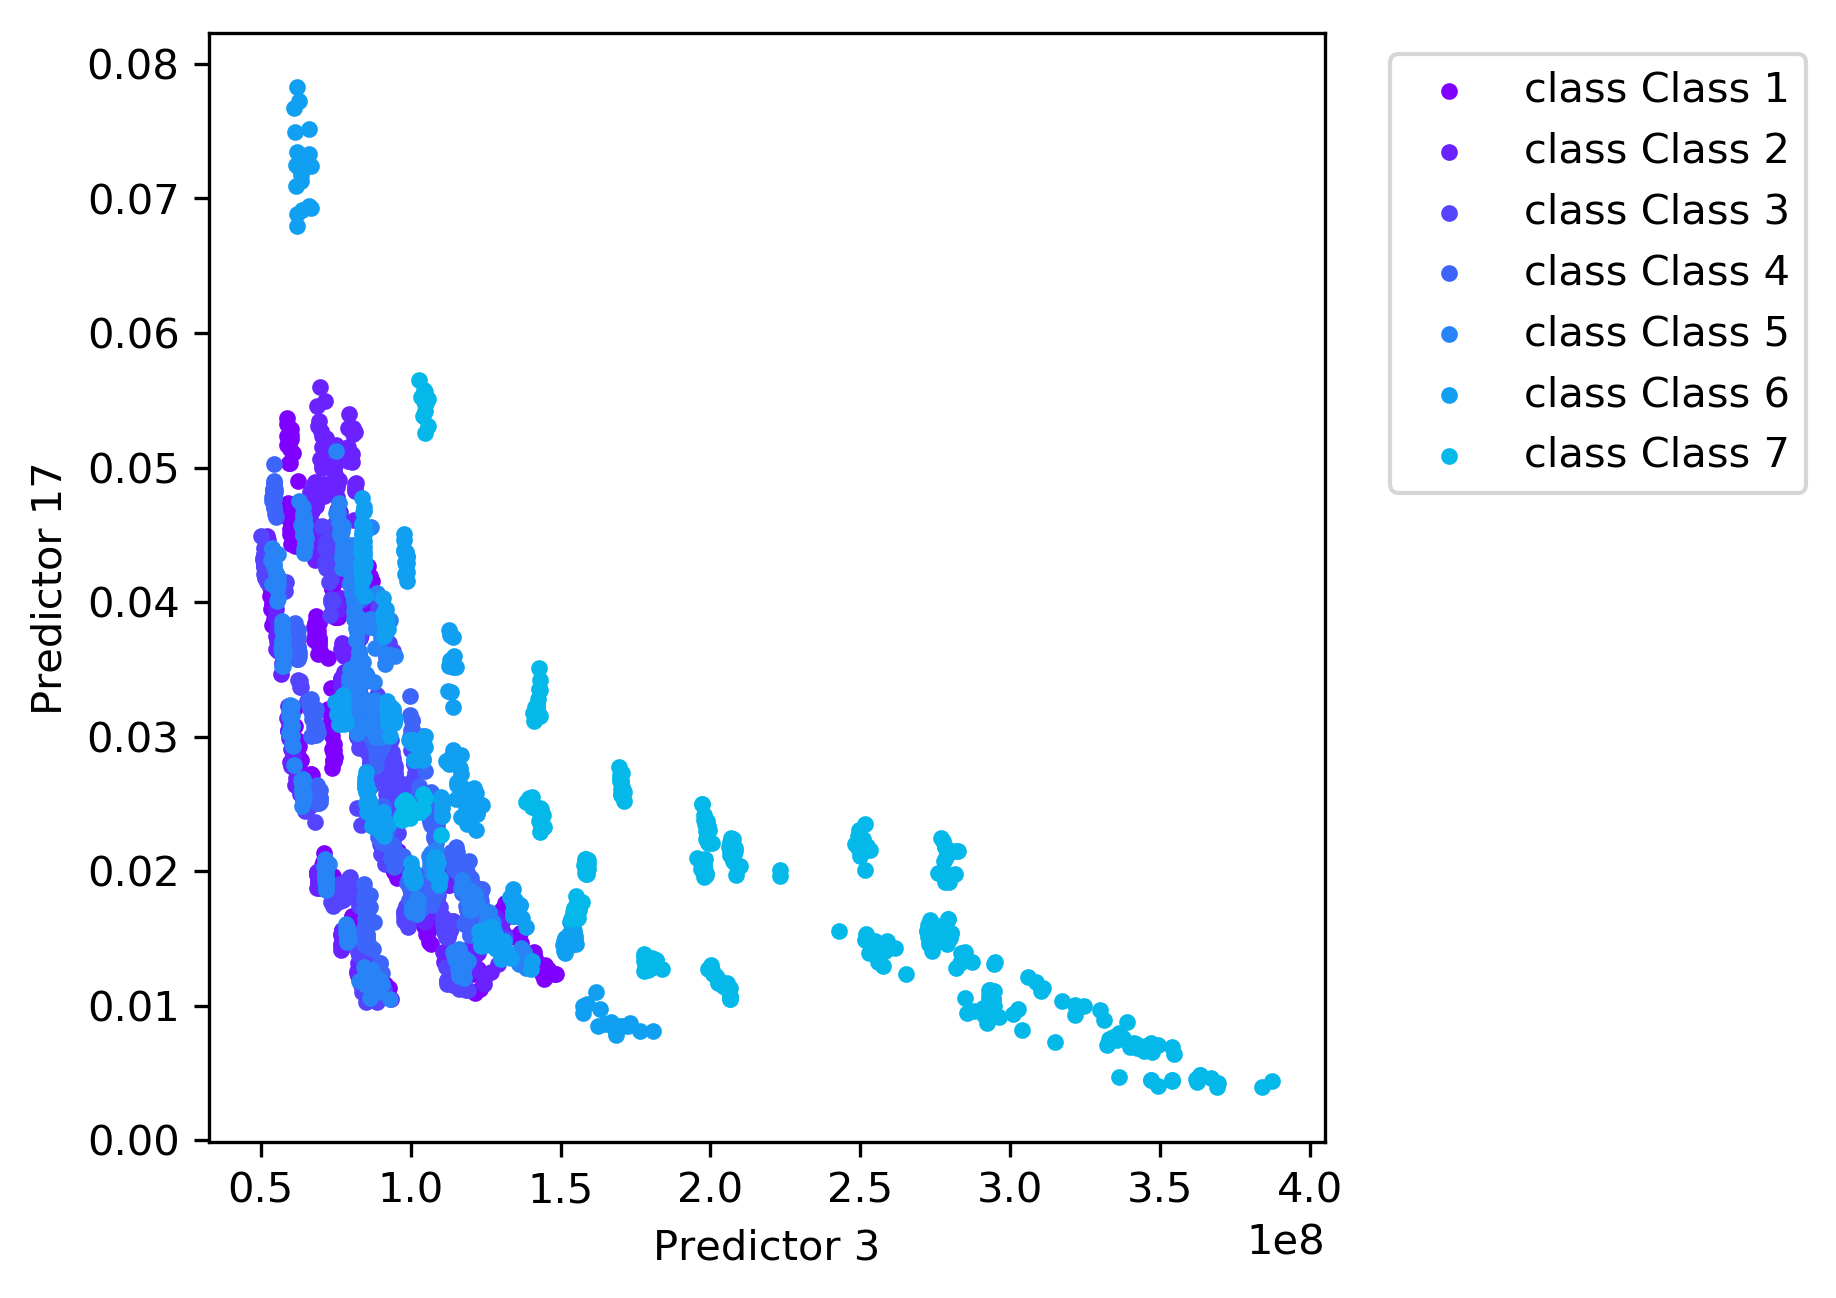 0.08
0.07
0.06
0.05
0.04
0.03
0.02
0.01
0.00
Predictor 17
0.5 1.0 1.5 2.0 2.5 3.0 3.5 4.0
1e8
Predictor 3
class Class 1
class Class 2
class Class 3
class Class 4
class Class 5
class Class 6
class Class 7